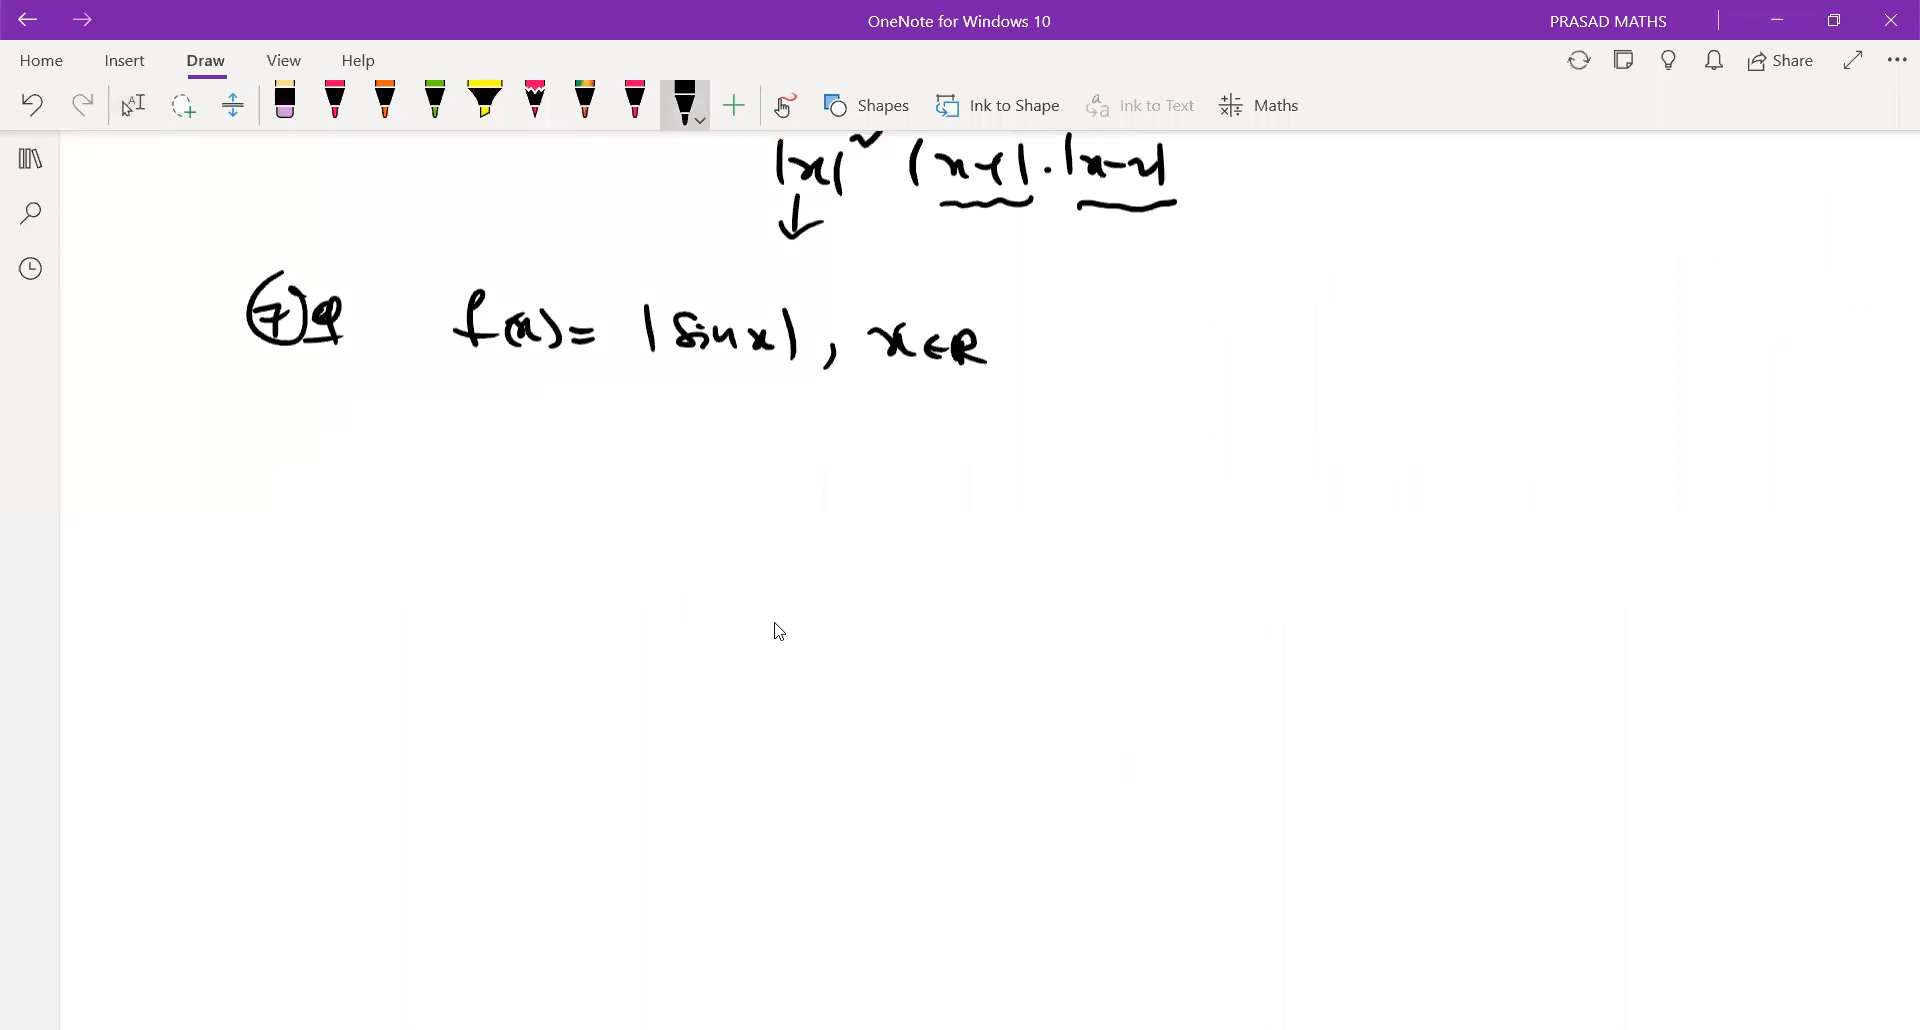 OneNote for Windows 10
PRASAD MATHS
Home Insert Draw View Help
Share
Shapes Ink to Shape Ink to Text Maths
|x|² |x-1|.|x-2|
⑦ f(x) = |sin x|, x∈R